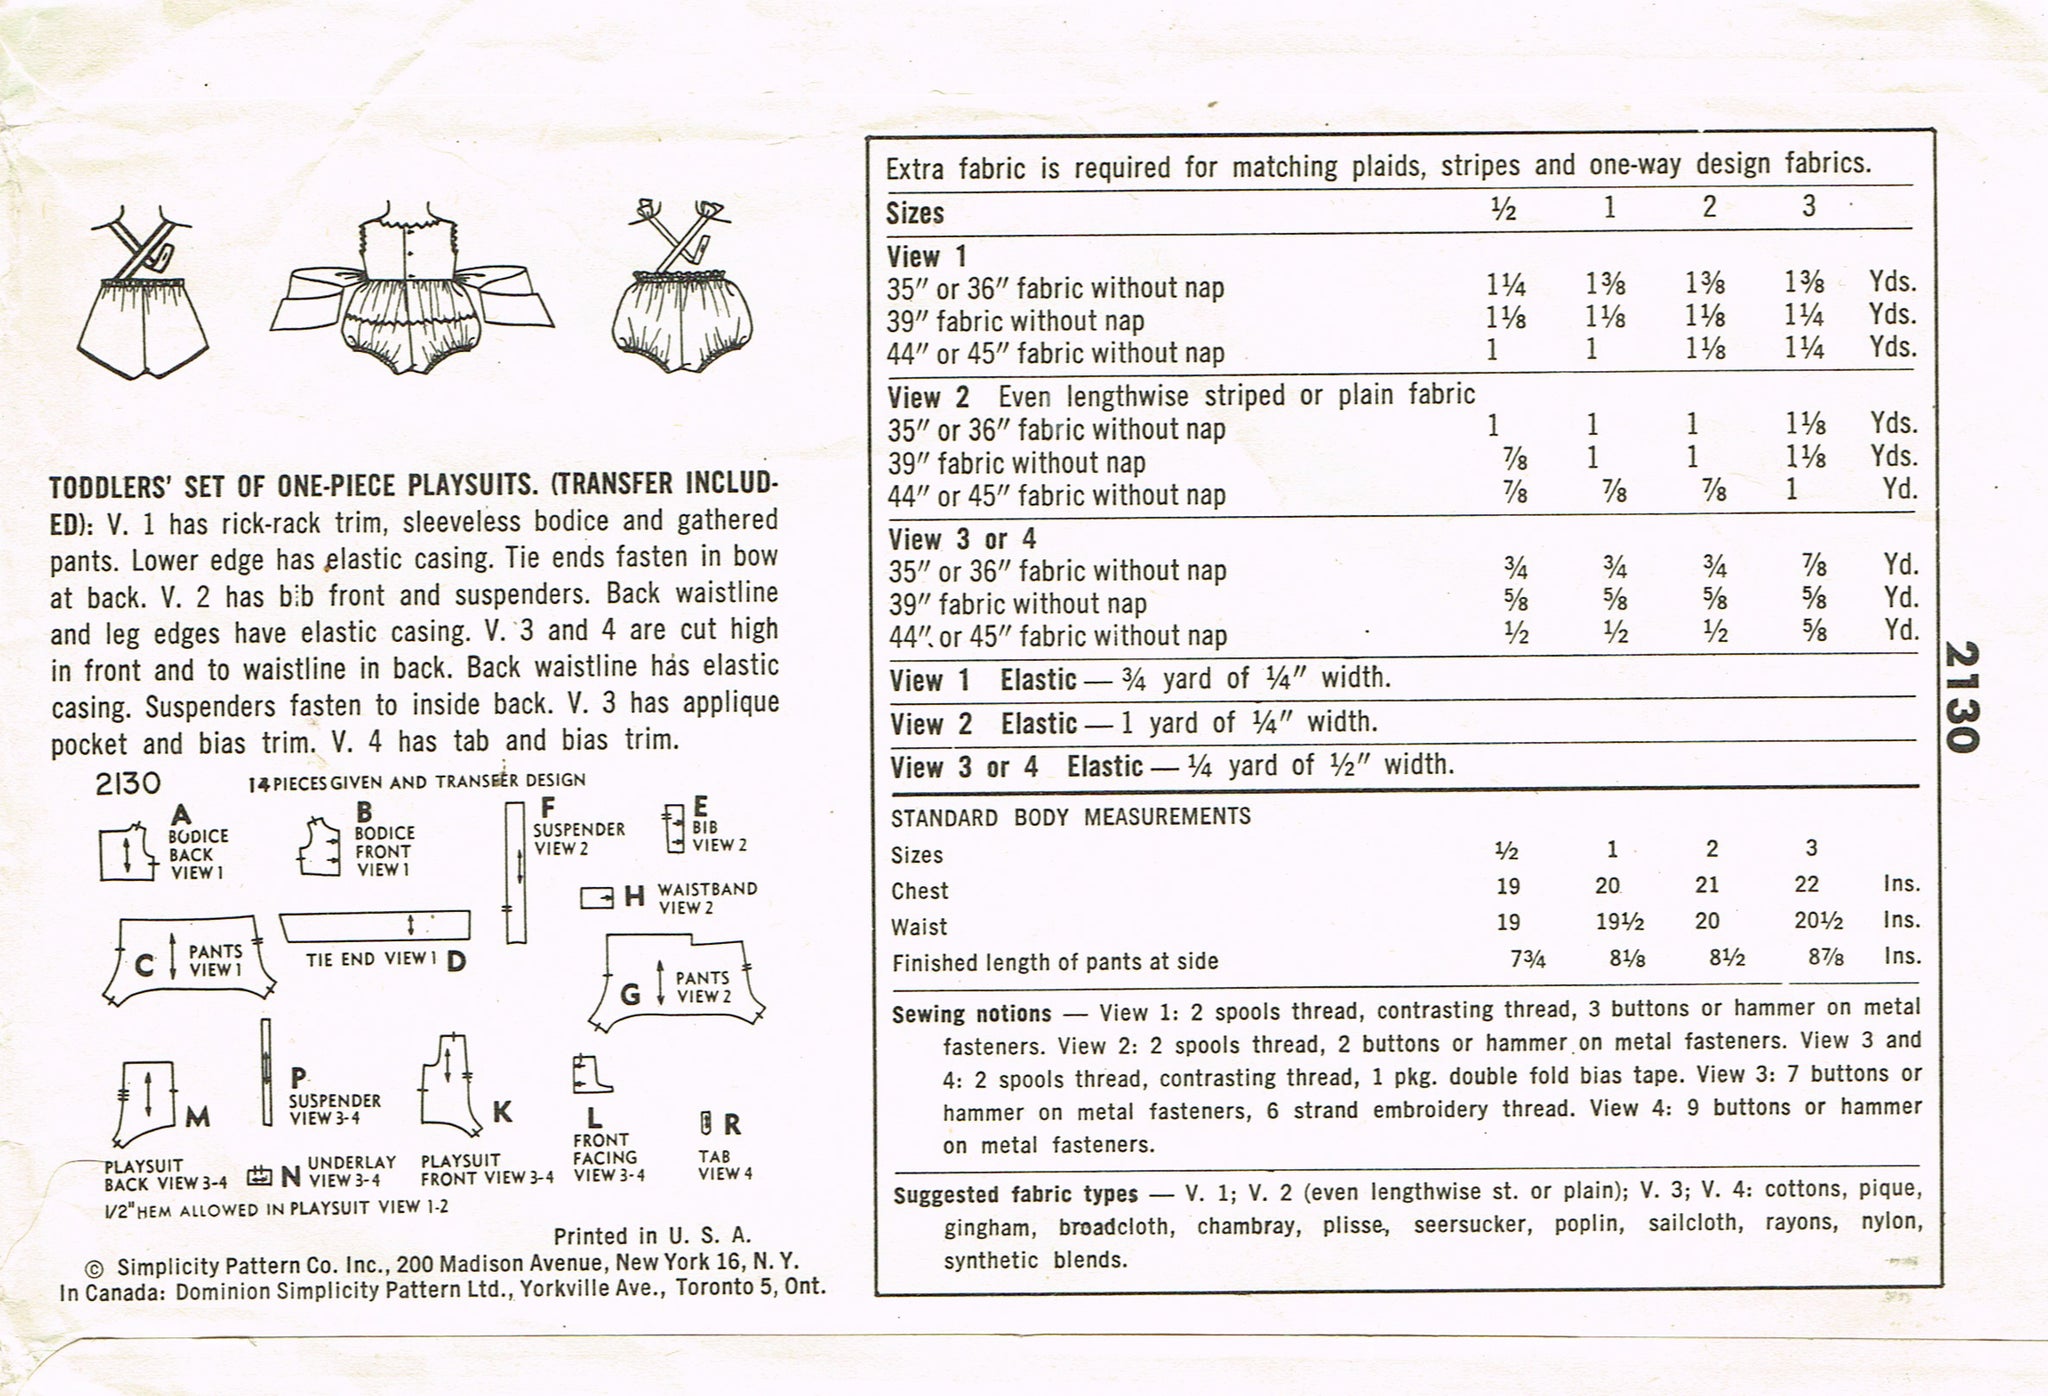 TODDLERS' SET OF ONE-PIECE PLAYSUITS. (TRANSFER INCLUD-
ED): V. 1 has rick-rack trim, sleeveless bodice and gathered
pants. Lower edge has elastic casing. Tie ends fasten in bow
at back. V. 2 has bib front and suspenders. Back waistline
and leg edges have elastic casing. V. 3 and 4 are cut high
in front and to waistline in back. Back waistline has elastic
casing. Suspenders fasten to inside back. V. 3 has applique
pocket and bias trim. V. 4 has tab and bias trim.
2130 14 PIECES GIVEN AND TRANSFER DESIGN
A
BODICE
BACK
VIEW 1
B
BODICE
FRONT
VIEW 1
F
SUSPENDER
VIEW 2
E
BIB
VIEW 2
H WAISTBAND
VIEW 2
C PANTS
VIEW 1
TIE END VIEW 1 D
G PANTS
VIEW 2
M
PLAYSUIT
BACK VIEW 3-4
P
SUSPENDER
VIEW 3-4
N UNDERLAY
VIEW 3-4
K
PLAYSUIT
FRONT VIEW 3-4
L
FRONT
FACING
VIEW 3-4
R
TAB
VIEW 4
1/2" HEM ALLOWED IN PLAYSUIT VIEW 1-2
Printed in U. S. A.
© Simplicity Pattern Co. Inc., 200 Madison Avenue, New York 16, N. Y.
In Canada: Dominion Simplicity Pattern Ltd., Yorkville Ave., Toronto 5, Ont.
Extra fabric is required for matching plaids, stripes and one-way design fabrics.
Sizes ½ 1 2 3
View 1
35" or 36" fabric without nap 1¼ 1⅜ 1⅜ 1⅜ Yds.
39" fabric without nap 1⅛ 1⅛ 1⅛ 1¼ Yds.
44" or 45" fabric without nap 1 1 1⅛ 1¼ Yds.
View 2 Even lengthwise striped or plain fabric
35" or 36" fabric without nap 1 1 1 1⅛ Yds.
39" fabric without nap ⅞ 1 1 1⅛ Yds.
44" or 45" fabric without nap ⅞ ⅞ ⅞ 1 Yd.
View 3 or 4
35" or 36" fabric without nap ¾ ¾ ¾ ⅞ Yd.
39" fabric without nap ⅝ ⅝ ⅝ ⅝ Yd.
44" or 45" fabric without nap ½ ½ ½ ⅝ Yd.
View 1 Elastic — ¾ yard of ¼" width.
View 2 Elastic — 1 yard of ¼" width.
View 3 or 4 Elastic — ¼ yard of ½" width.
STANDARD BODY MEASUREMENTS
Sizes ½ 1 2 3
Chest 19 20 21 22 Ins.
Waist 19 19½ 20 20½ Ins.
Finished length of pants at side 7¾ 8⅛ 8½ 8⅞ Ins.
Sewing notions — View 1: 2 spools thread, contrasting thread, 3 buttons or hammer on metal
fasteners. View 2: 2 spools thread, 2 buttons or hammer on metal fasteners. View 3 and
4: 2 spools thread, contrasting thread, 1 pkg. double fold bias tape. View 3: 7 buttons or
hammer on metal fasteners, 6 strand embroidery thread. View 4: 9 buttons or hammer
on metal fasteners.
Suggested fabric types — V. 1; V. 2 (even lengthwise st. or plain); V. 3; V. 4: cottons, pique,
gingham, broadcloth, chambray, plisse, seersucker, poplin, sailcloth, rayons, nylon,
synthetic blends.
2130